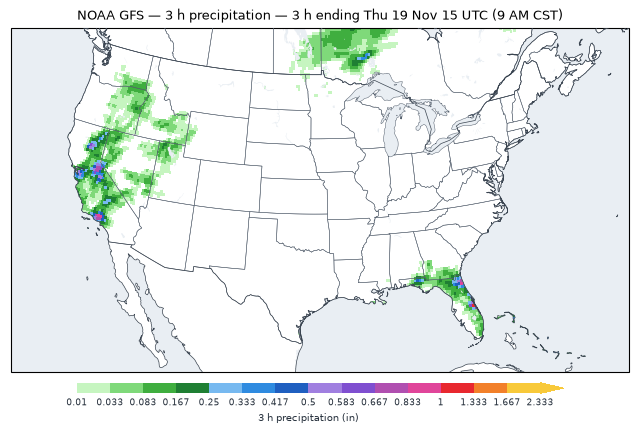 NOAA GFS — 3 h precipitation — 3 h ending Thu 19 Nov 15 UTC (9 AM CST)
0.01 0.033 0.083 0.167 0.25 0.333 0.417 0.5 0.583 0.667 0.833 1 1.333 1.667 2.333
3 h precipitation (in)